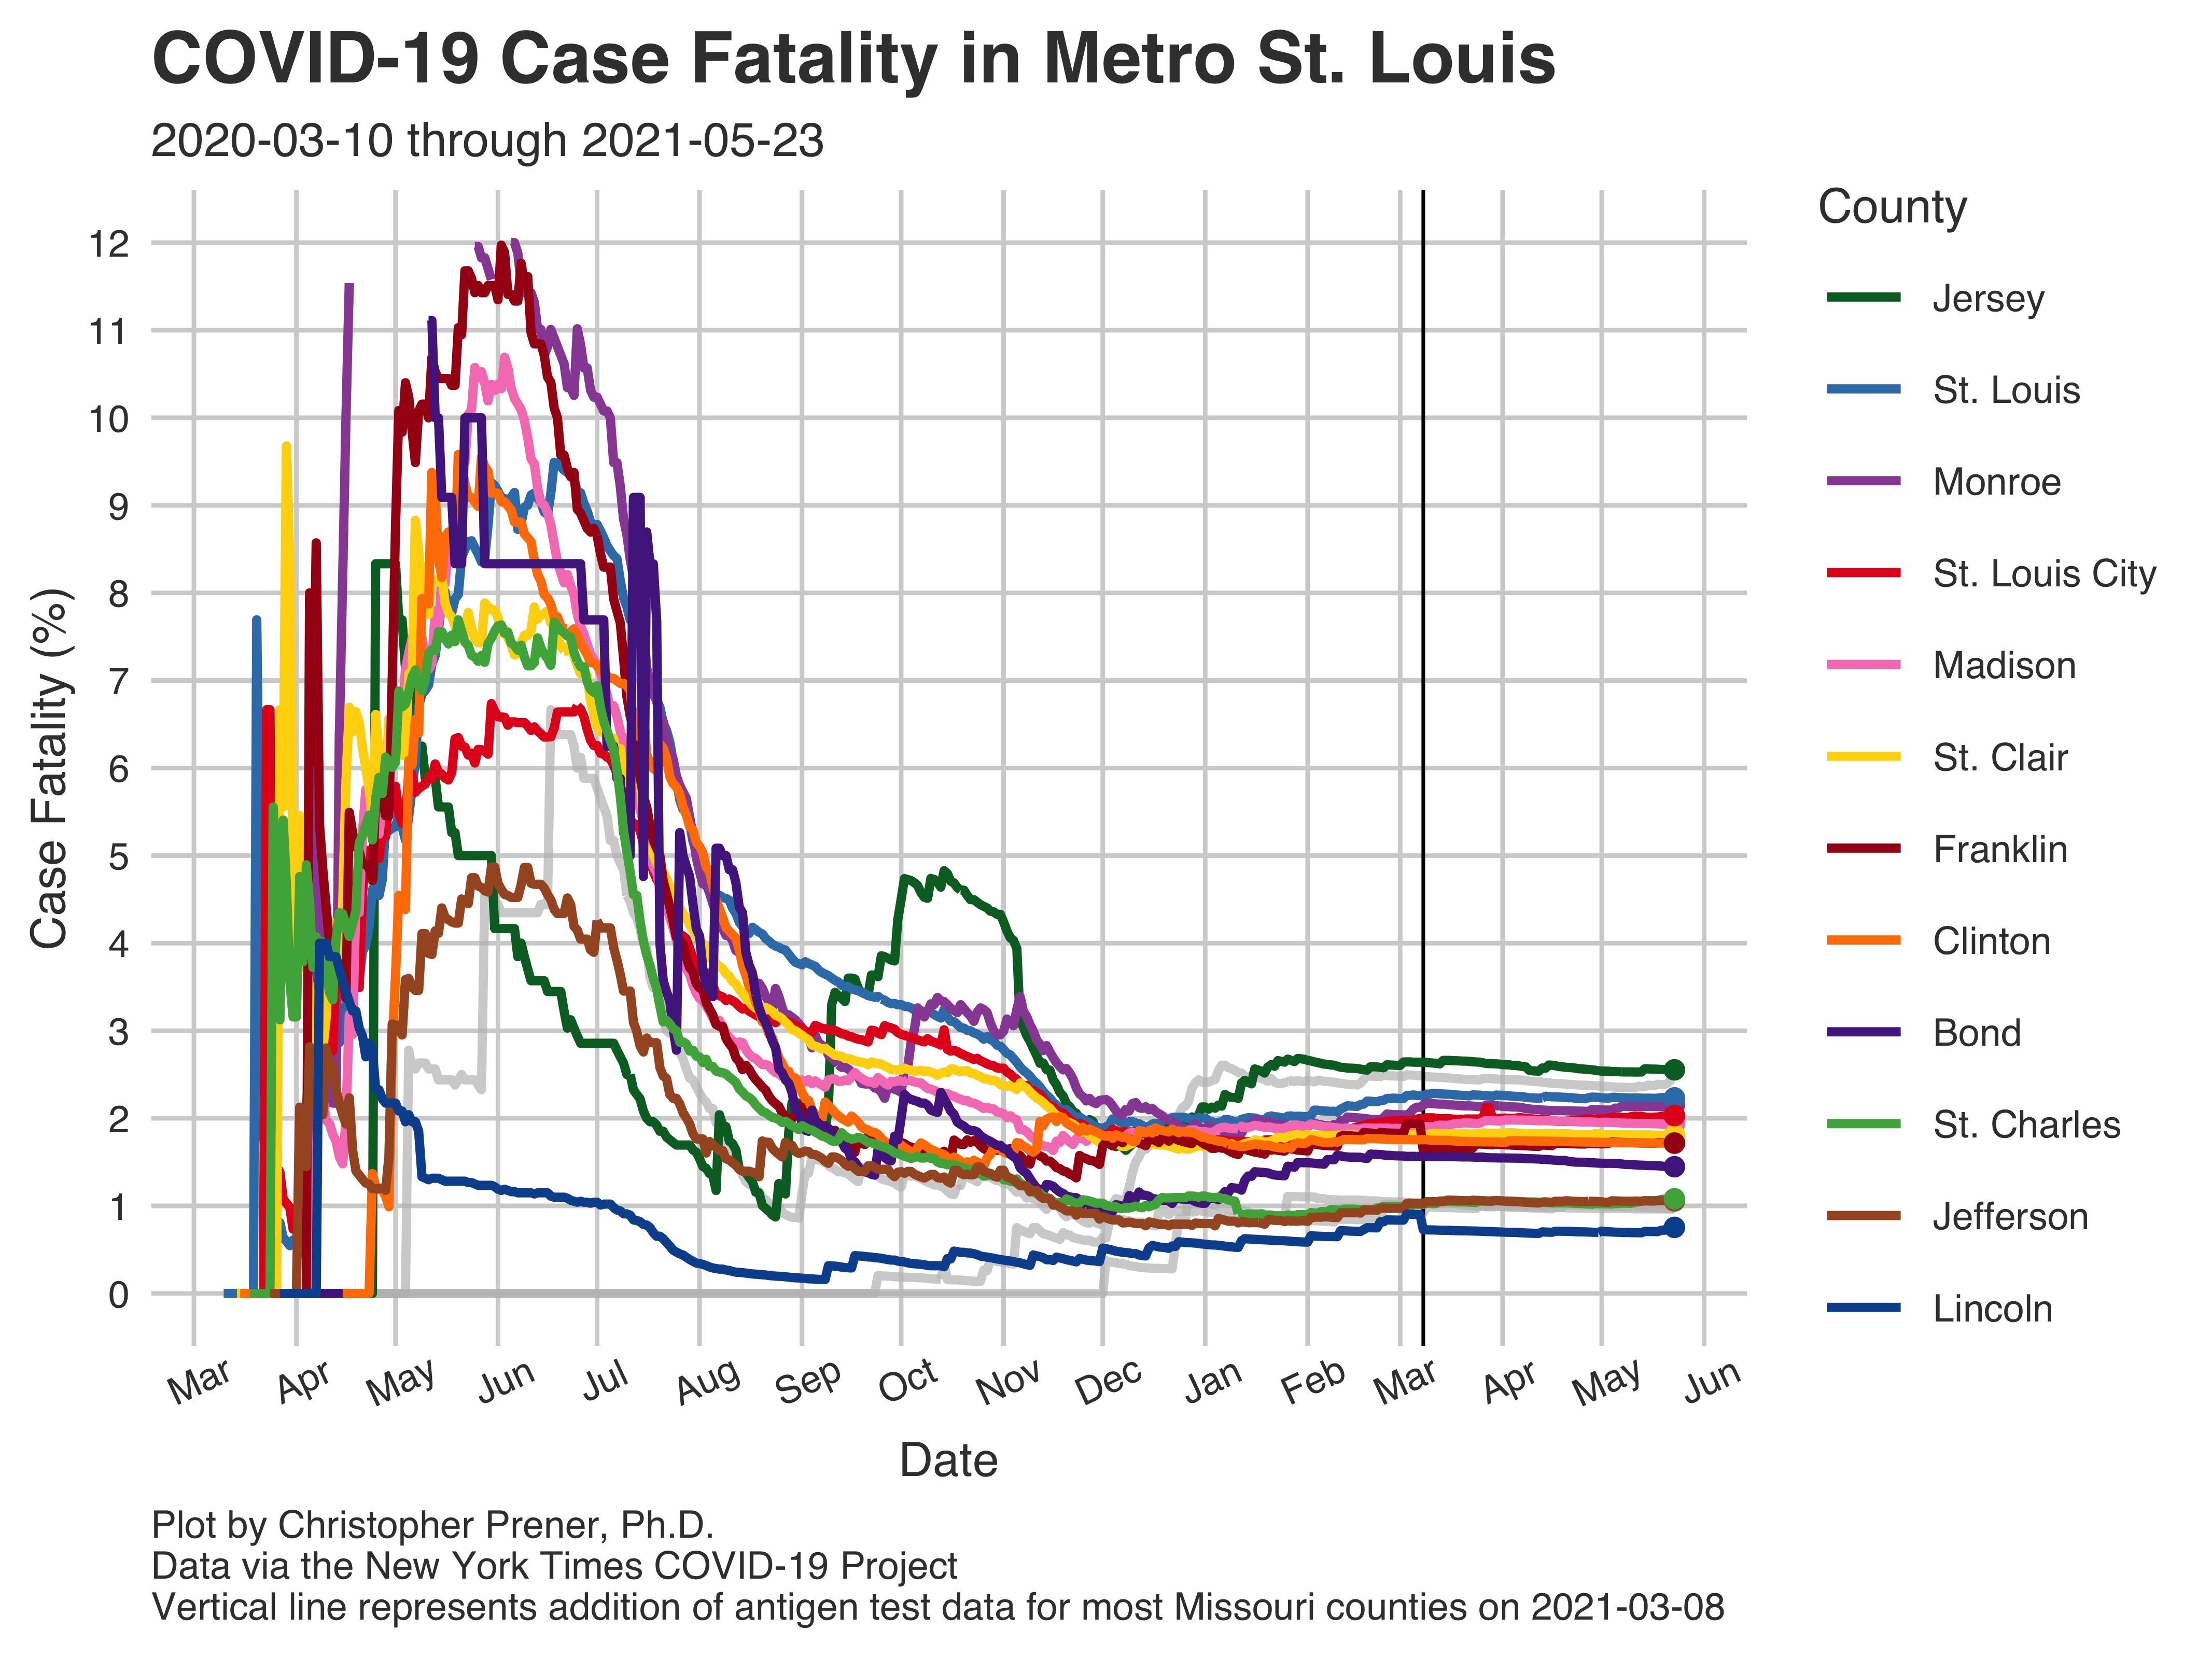 COVID-19 Case Fatality in Metro St. Louis
2020-03-10 through 2021-05-23
County
Jersey
St. Louis
Monroe
St. Louis City
Madison
St. Clair
Franklin
Clinton
Bond
St. Charles
Jefferson
Lincoln
Case Fatality (%)
12
11
10
9
8
7
6
5
4
3
2
1
0
Mar Apr May Jun Jul Aug Sep Oct Nov Dec Jan Feb Mar Apr May Jun
Date
Plot by Christopher Prener, Ph.D.
Data via the New York Times COVID-19 Project
Vertical line represents addition of antigen test data for most Missouri counties on 2021-03-08